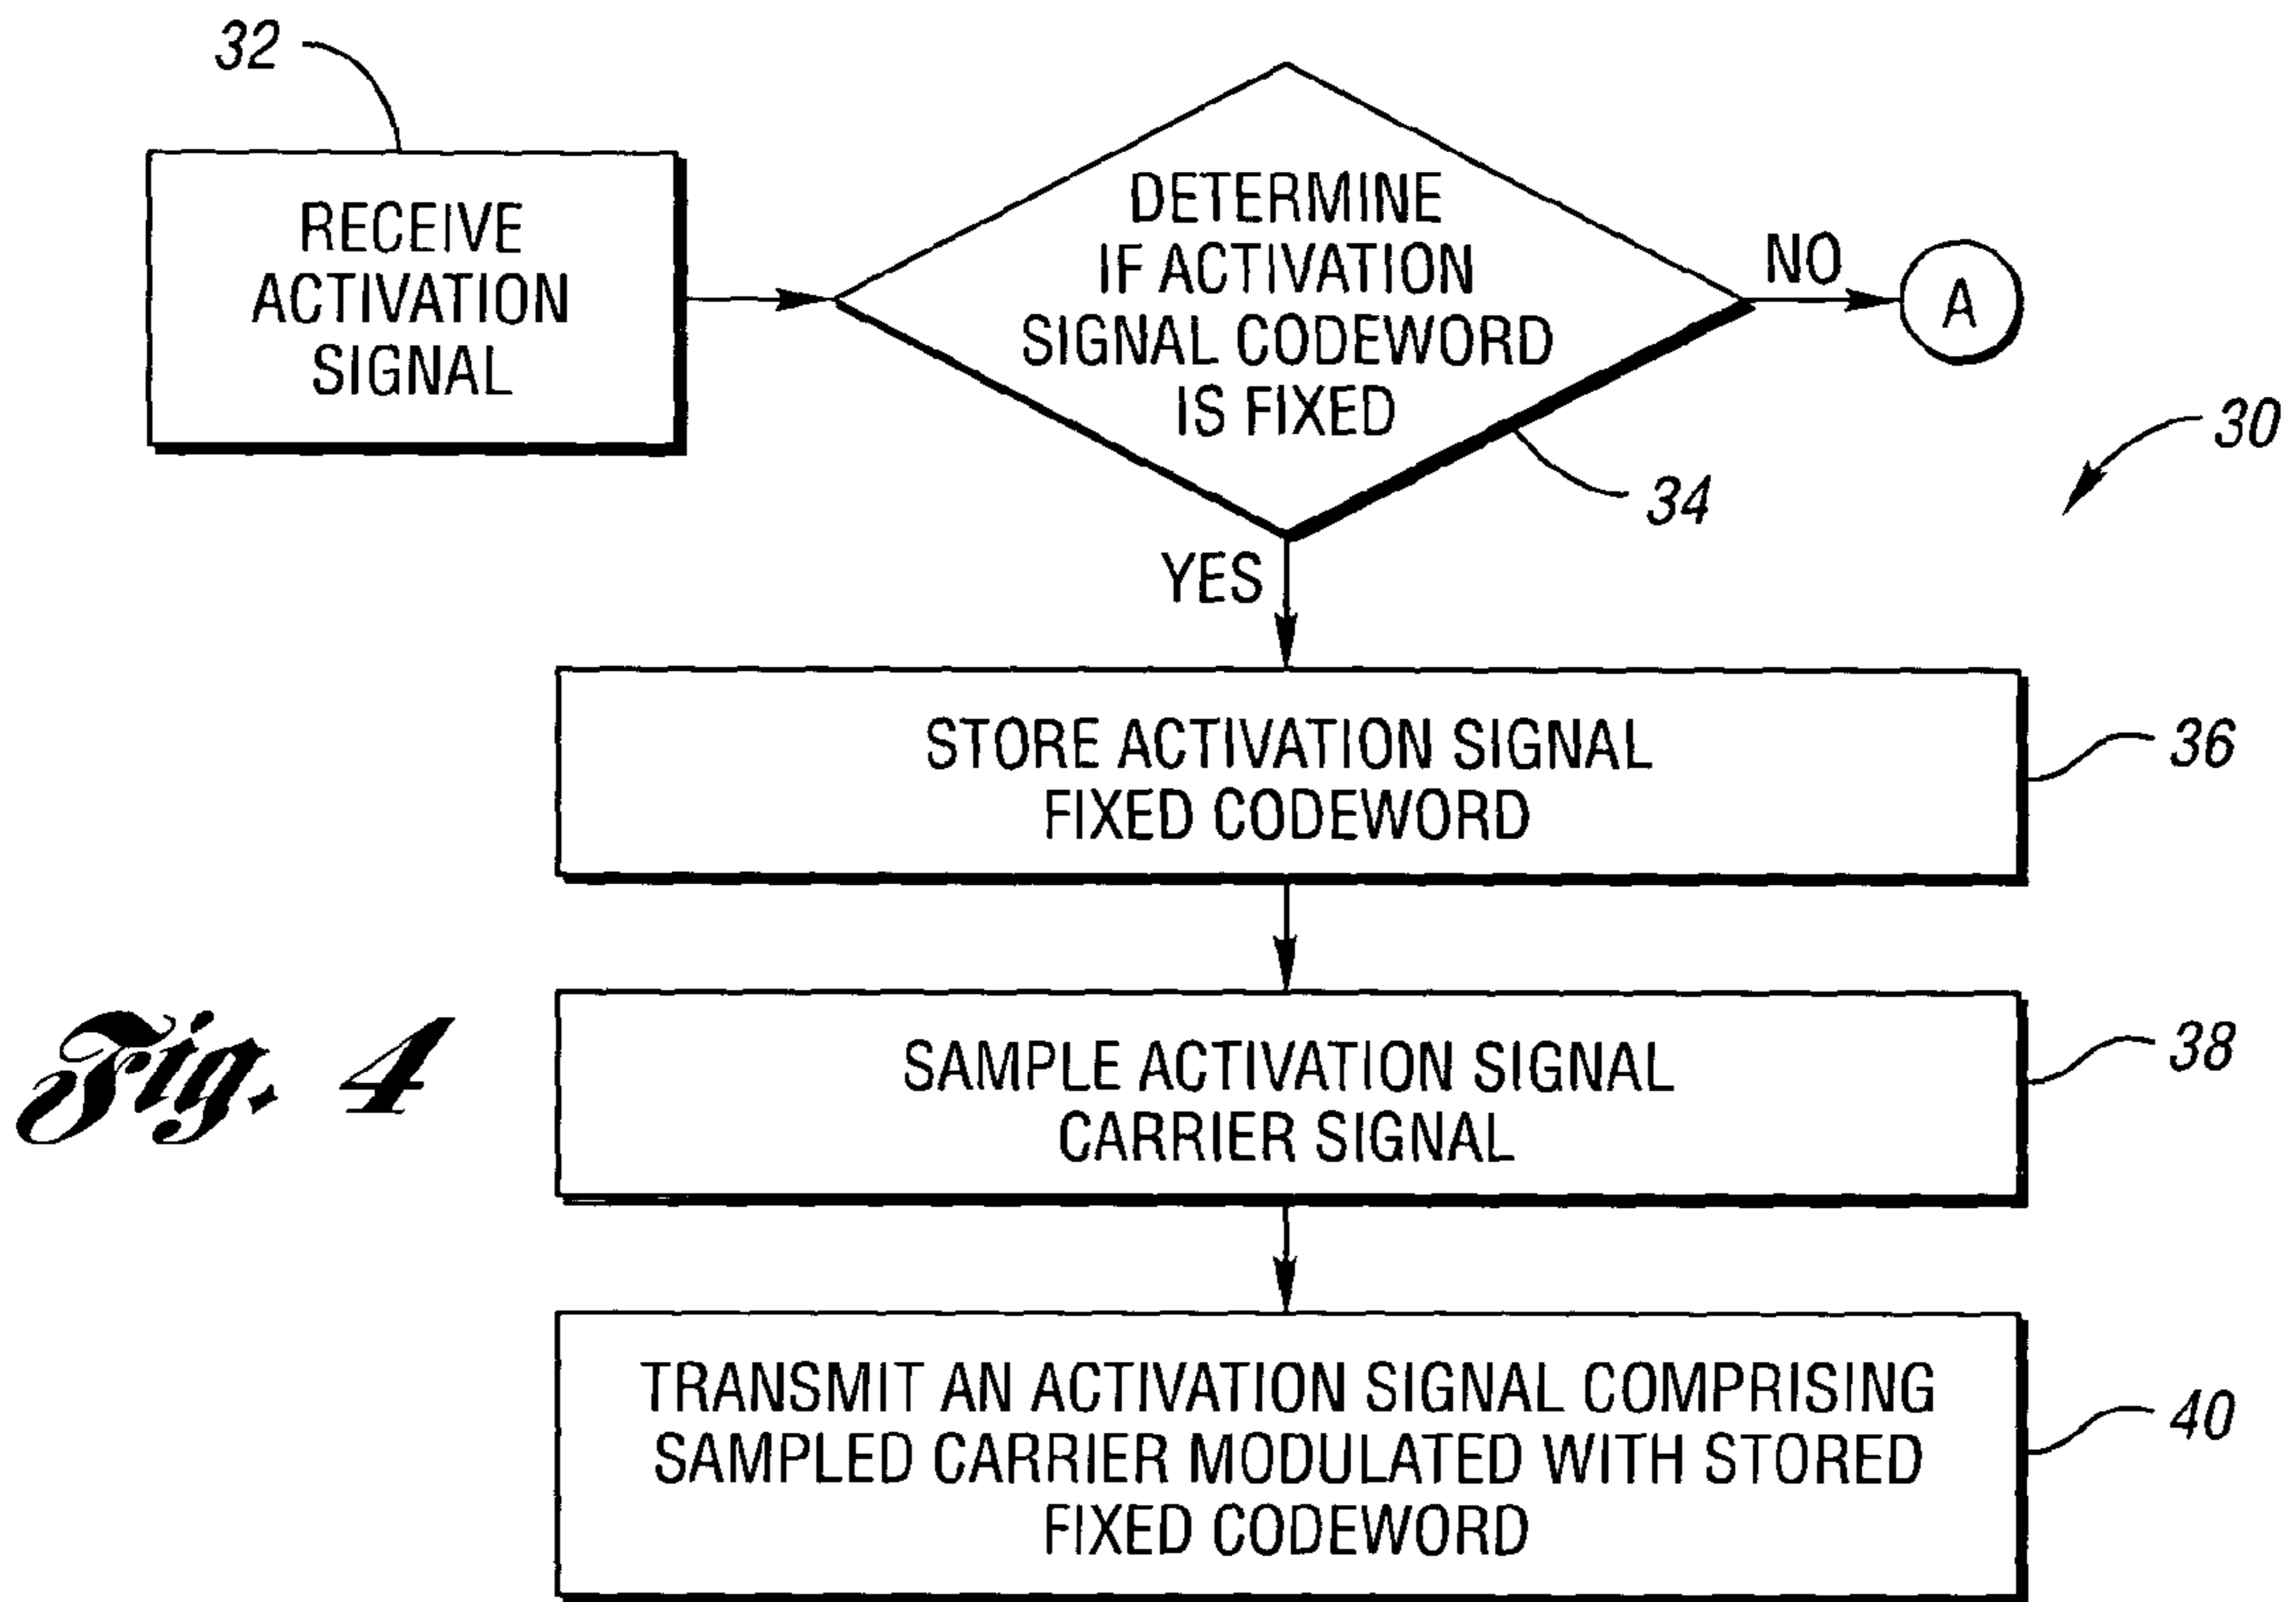 32
RECEIVE
ACTIVATION
SIGNAL
DETERMINE
IF ACTIVATION
SIGNAL CODEWORD
IS FIXED
NO
A
30
34
YES
STORE ACTIVATION SIGNAL
FIXED CODEWORD
36
SAMPLE ACTIVATION SIGNAL
CARRIER SIGNAL
38
Fig. 4
TRANSMIT AN ACTIVATION SIGNAL COMPRISING
SAMPLED CARRIER MODULATED WITH STORED
FIXED CODEWORD
40